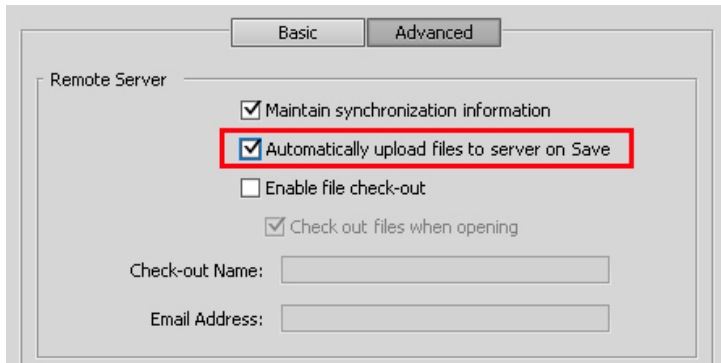 Basic Advanced
Remote Server
Maintain synchronization information
Automatically upload files to server on Save
Enable file check-out
Check out files when opening
Check-out Name:
Email Address: